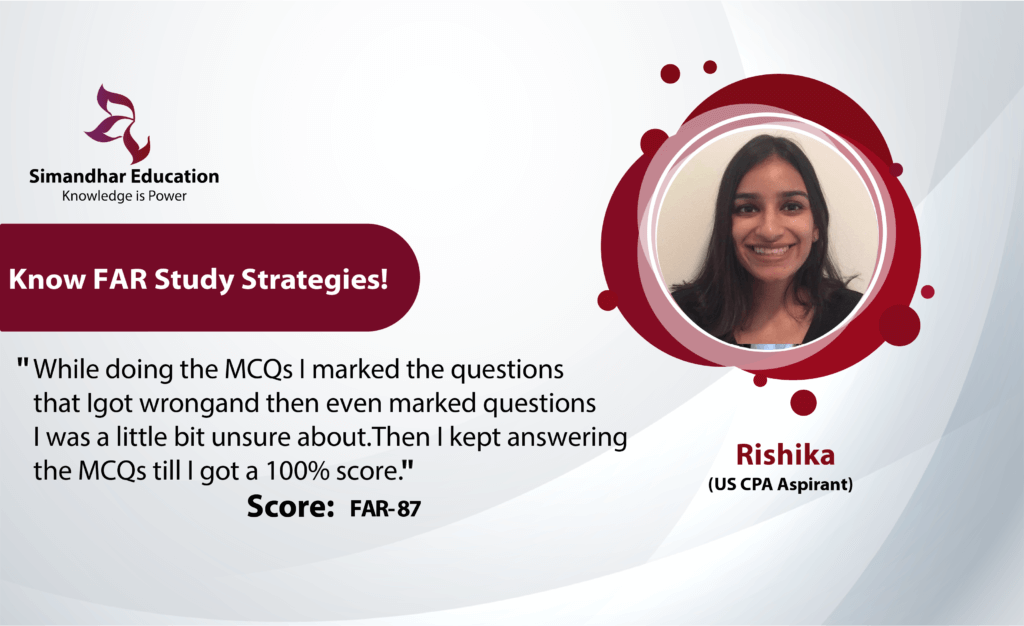 Simandhar Education
Knowledge is Power
Know FAR Study Strategies!
"While doing the MCQs I marked the questions
that Igot wrongand then even marked questions
I was a little bit unsure about.Then I kept answering
the MCQs till I got a 100% score."
Score: FAR-87
Rishika
(US CPA Aspirant)